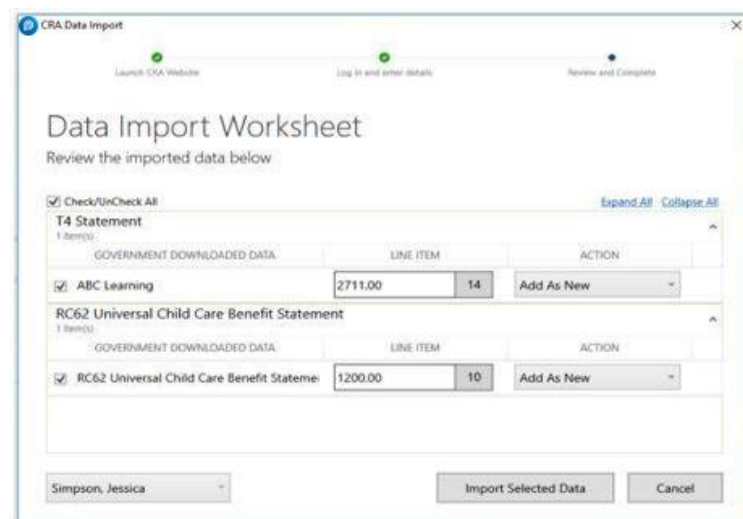 CRA Data Import
Launch CRA Website Log in and enter details Review and Complete
Data Import Worksheet
Review the imported data below
Check/UnCheck All Expand All Collapse All
T4 Statement
1 item(s)
GOVERNMENT DOWNLOADED DATA LINE ITEM ACTION
ABC Learning 2711.00 14 Add As New
RC62 Universal Child Care Benefit Statement
1 item(s)
GOVERNMENT DOWNLOADED DATA LINE ITEM ACTION
RC62 Universal Child Care Benefit Stateme 1200.00 10 Add As New
Simpson, Jessica Import Selected Data Cancel